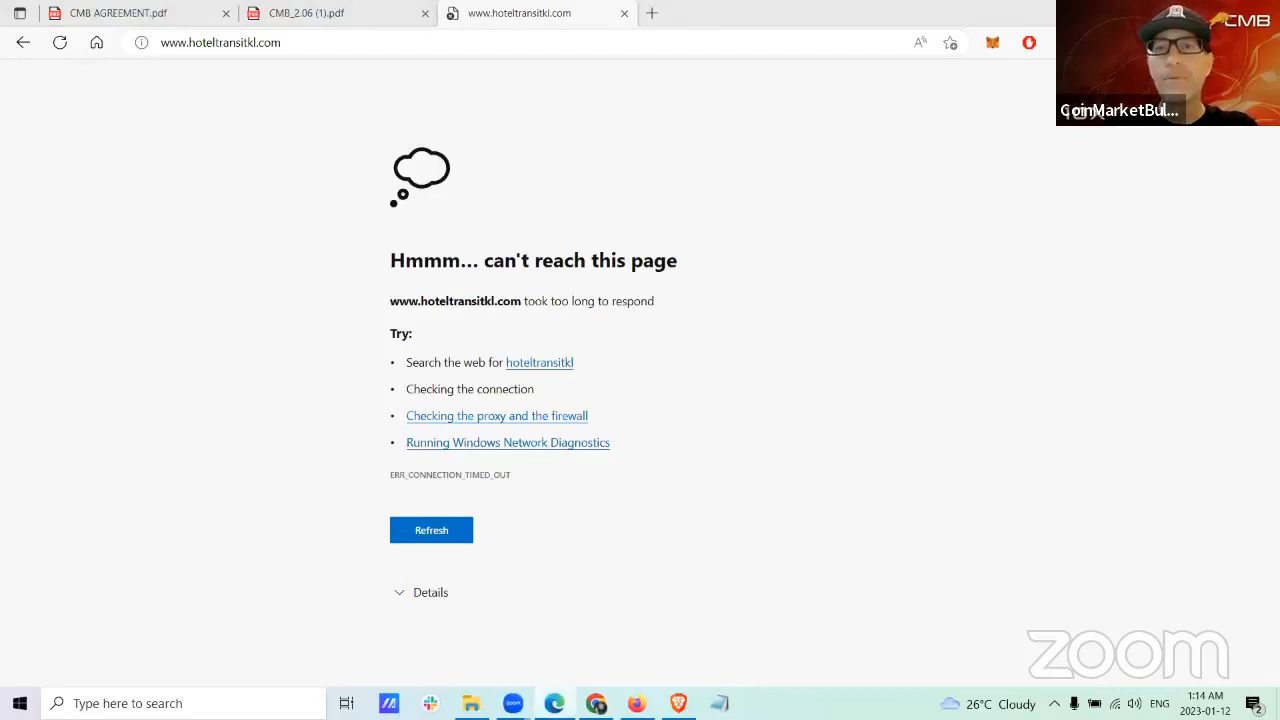 CMB AGREEMENT.pdf
CMB_2.06 (1).pdf
www.hoteltransitkl.com
www.hoteltransitkl.com
CMB
CoinMarketBul...
Hmmm... can't reach this page
www.hoteltransitkl.com took too long to respond
Try:
• Search the web for hoteltransitkl
• Checking the connection
• Checking the proxy and the firewall
• Running Windows Network Diagnostics
ERR_CONNECTION_TIMED_OUT
Refresh
Details
zoom
Type here to search
zoom
26°C Cloudy
ENG
1:14 AM
2023-01-12
2